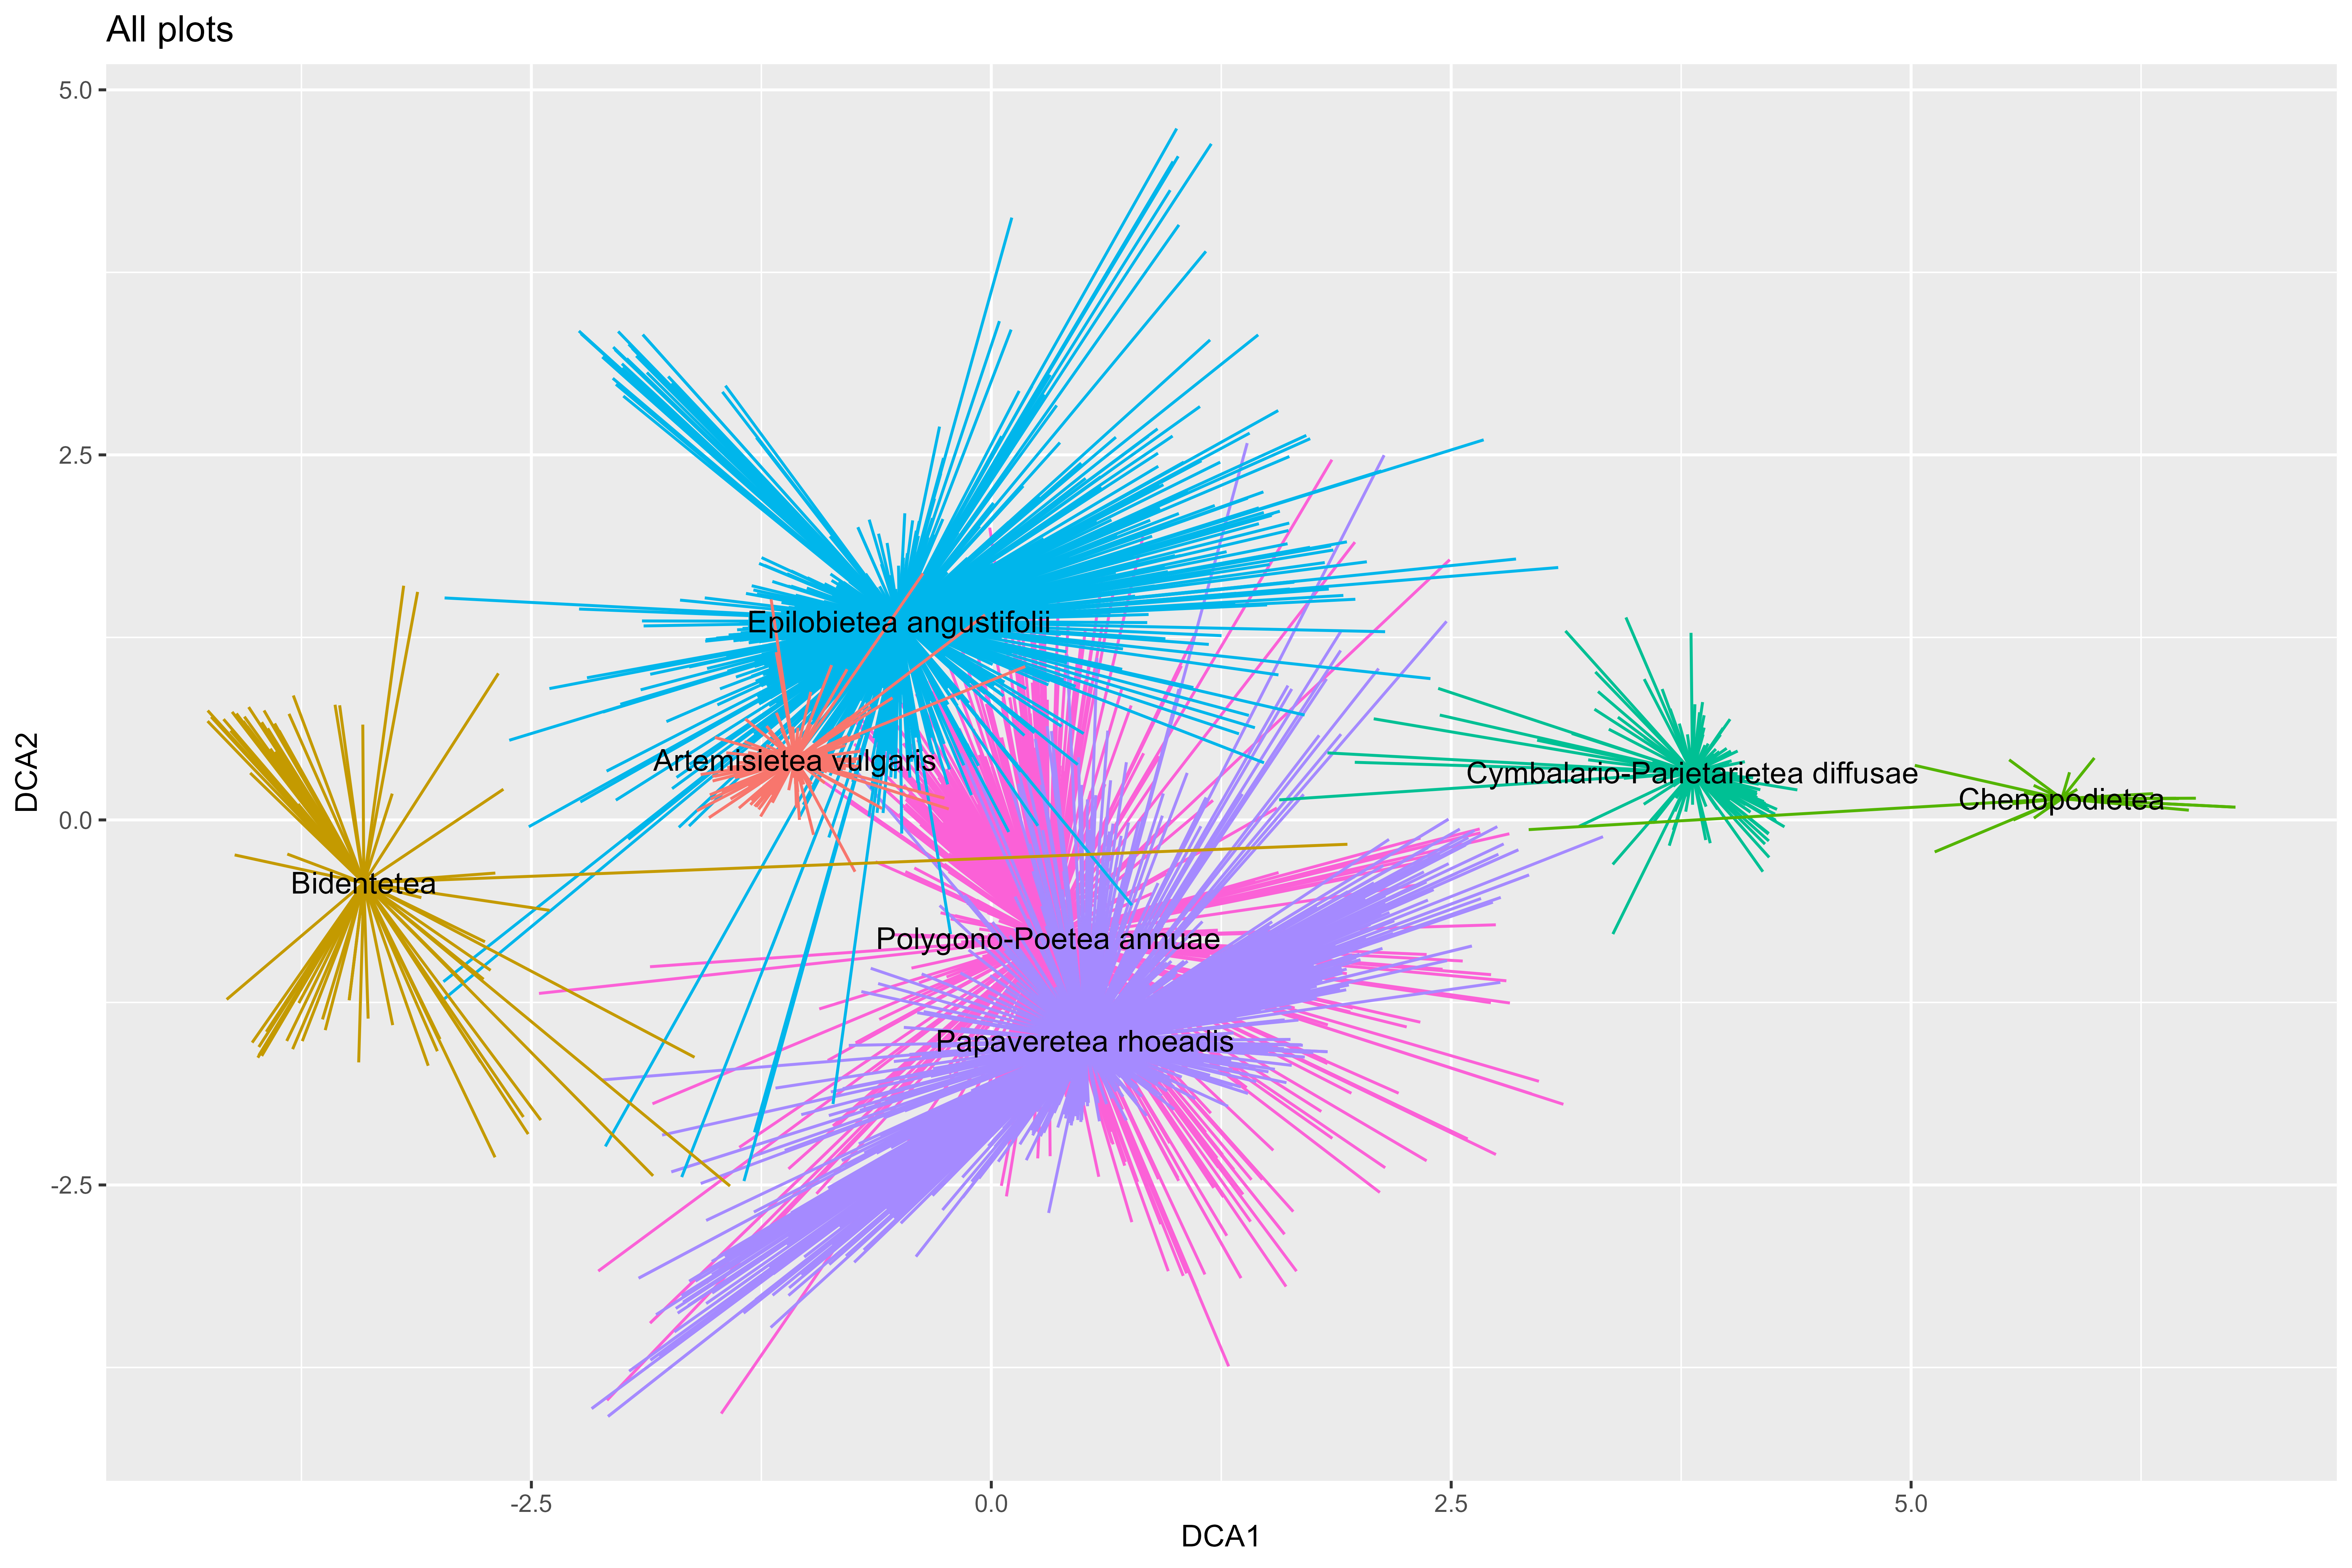 All plots
5.0
2.5
0.0
-2.5
DCA2
Epilobietea angustifolii
Artemisietea vulgaris
Cymbalario-Parietarietea diffusae
Chenopodietea
Bidentetea
Polygono-Poetea annuae
Papaveretea rhoeadis
-2.5
0.0
2.5
5.0
DCA1